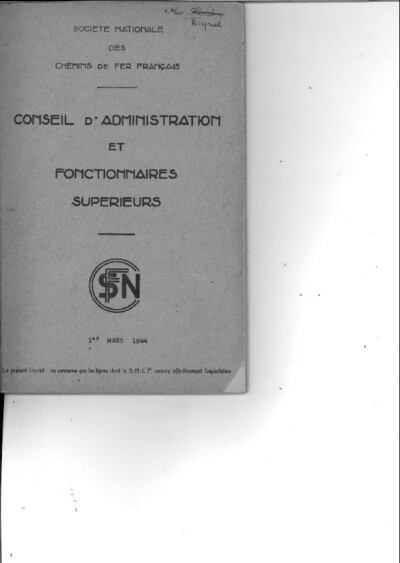 SOCIETE NATIONALE
DES
CHEMINS DE FER FRANÇAIS
CONSEIL D'ADMINISTRATION
ET
FONCTIONNAIRES
SUPERIEURS
SNCF
1er MARS 1944
Le présent livret ne concerne que les lignes dont la S.N.C.F. assure effectivement l'exploitation